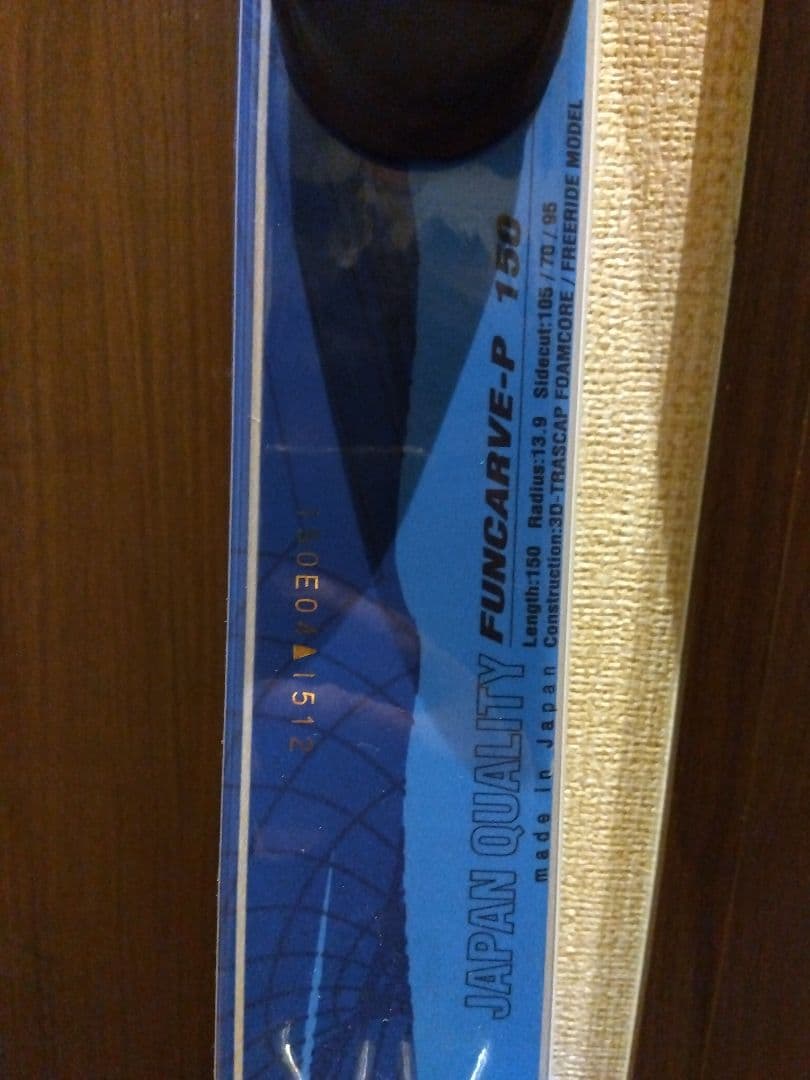 JAPAN QUALITY FUNCARVE-P 150
Length:150 Radius:13.9 Sidecut:105 / 70 / 95
made in Japan Construction:3D-TRASCAP FOAMCORE / FREERIDE MODEL